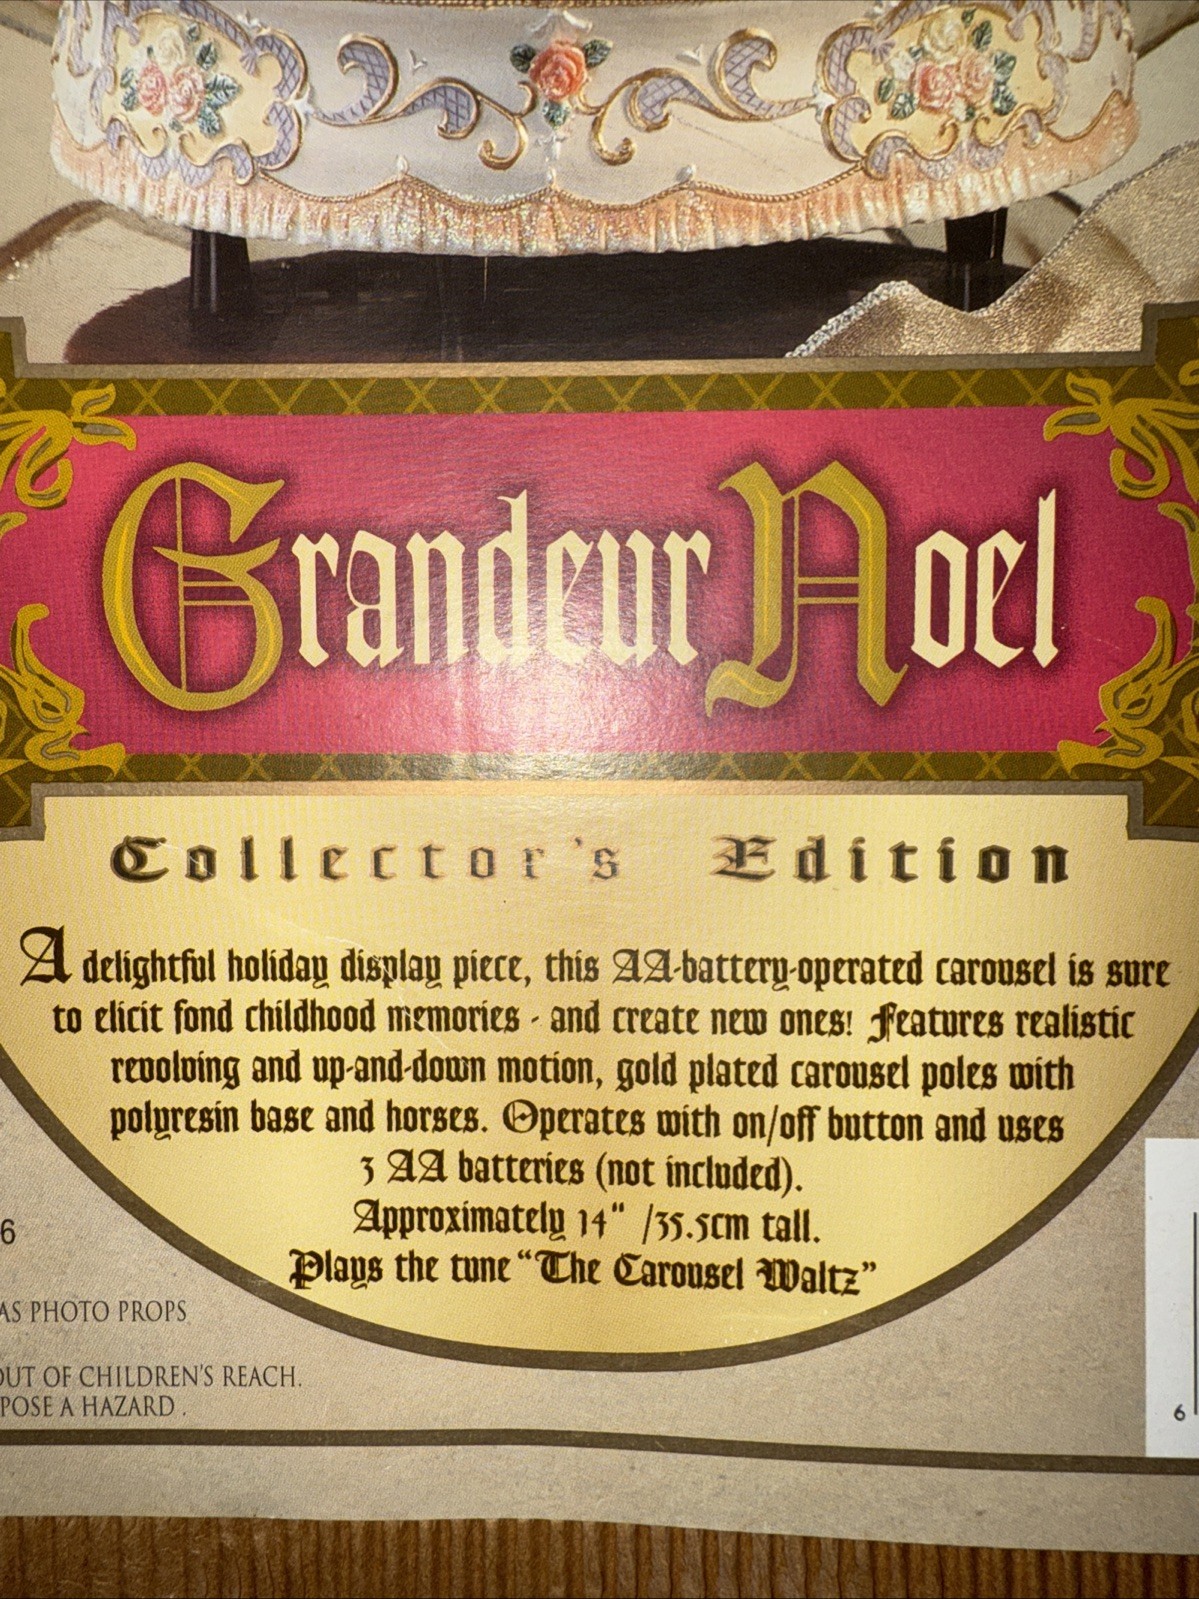 Grandeur Noel
Collector's Edition
A delightful holiday display piece, this AA-battery-operated carousel is sure
to elicit fond childhood memories - and create new ones! Features realistic
revolving and up-and-down motion, gold plated carousel poles with
polyresin base and horses. Operates with on/off button and uses
3 AA batteries (not included).
Approximately 14" /35.5cm tall.
Plays the tune "The Carousel Waltz"
6
AS PHOTO PROPS
OUT OF CHILDREN'S REACH.
POSE A HAZARD .
6